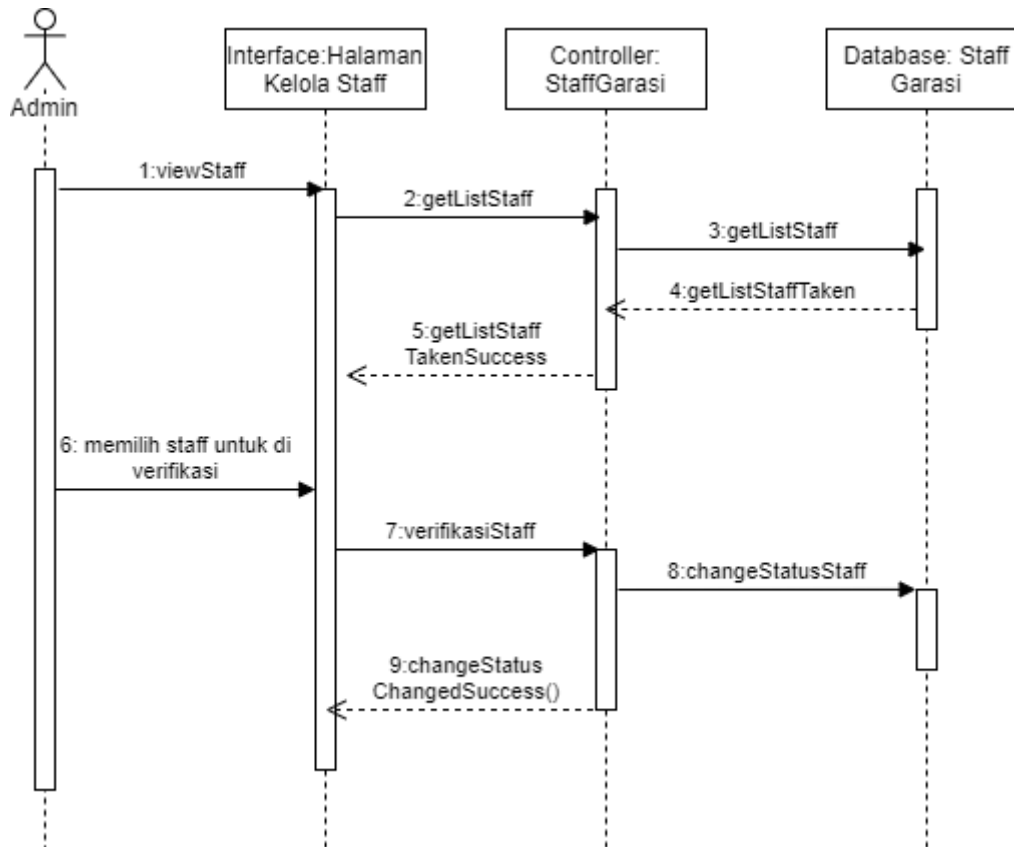 Admin
Interface:Halaman
Kelola Staff
Controller:
StaffGarasi
Database: Staff
Garasi
1:viewStaff
2:getListStaff
3:getListStaff
4:getListStaffTaken
5:getListStaff
TakenSuccess
6: memilih staff untuk di
verifikasi
7:verifikasiStaff
8:changeStatusStaff
9:changeStatus
ChangedSuccess()